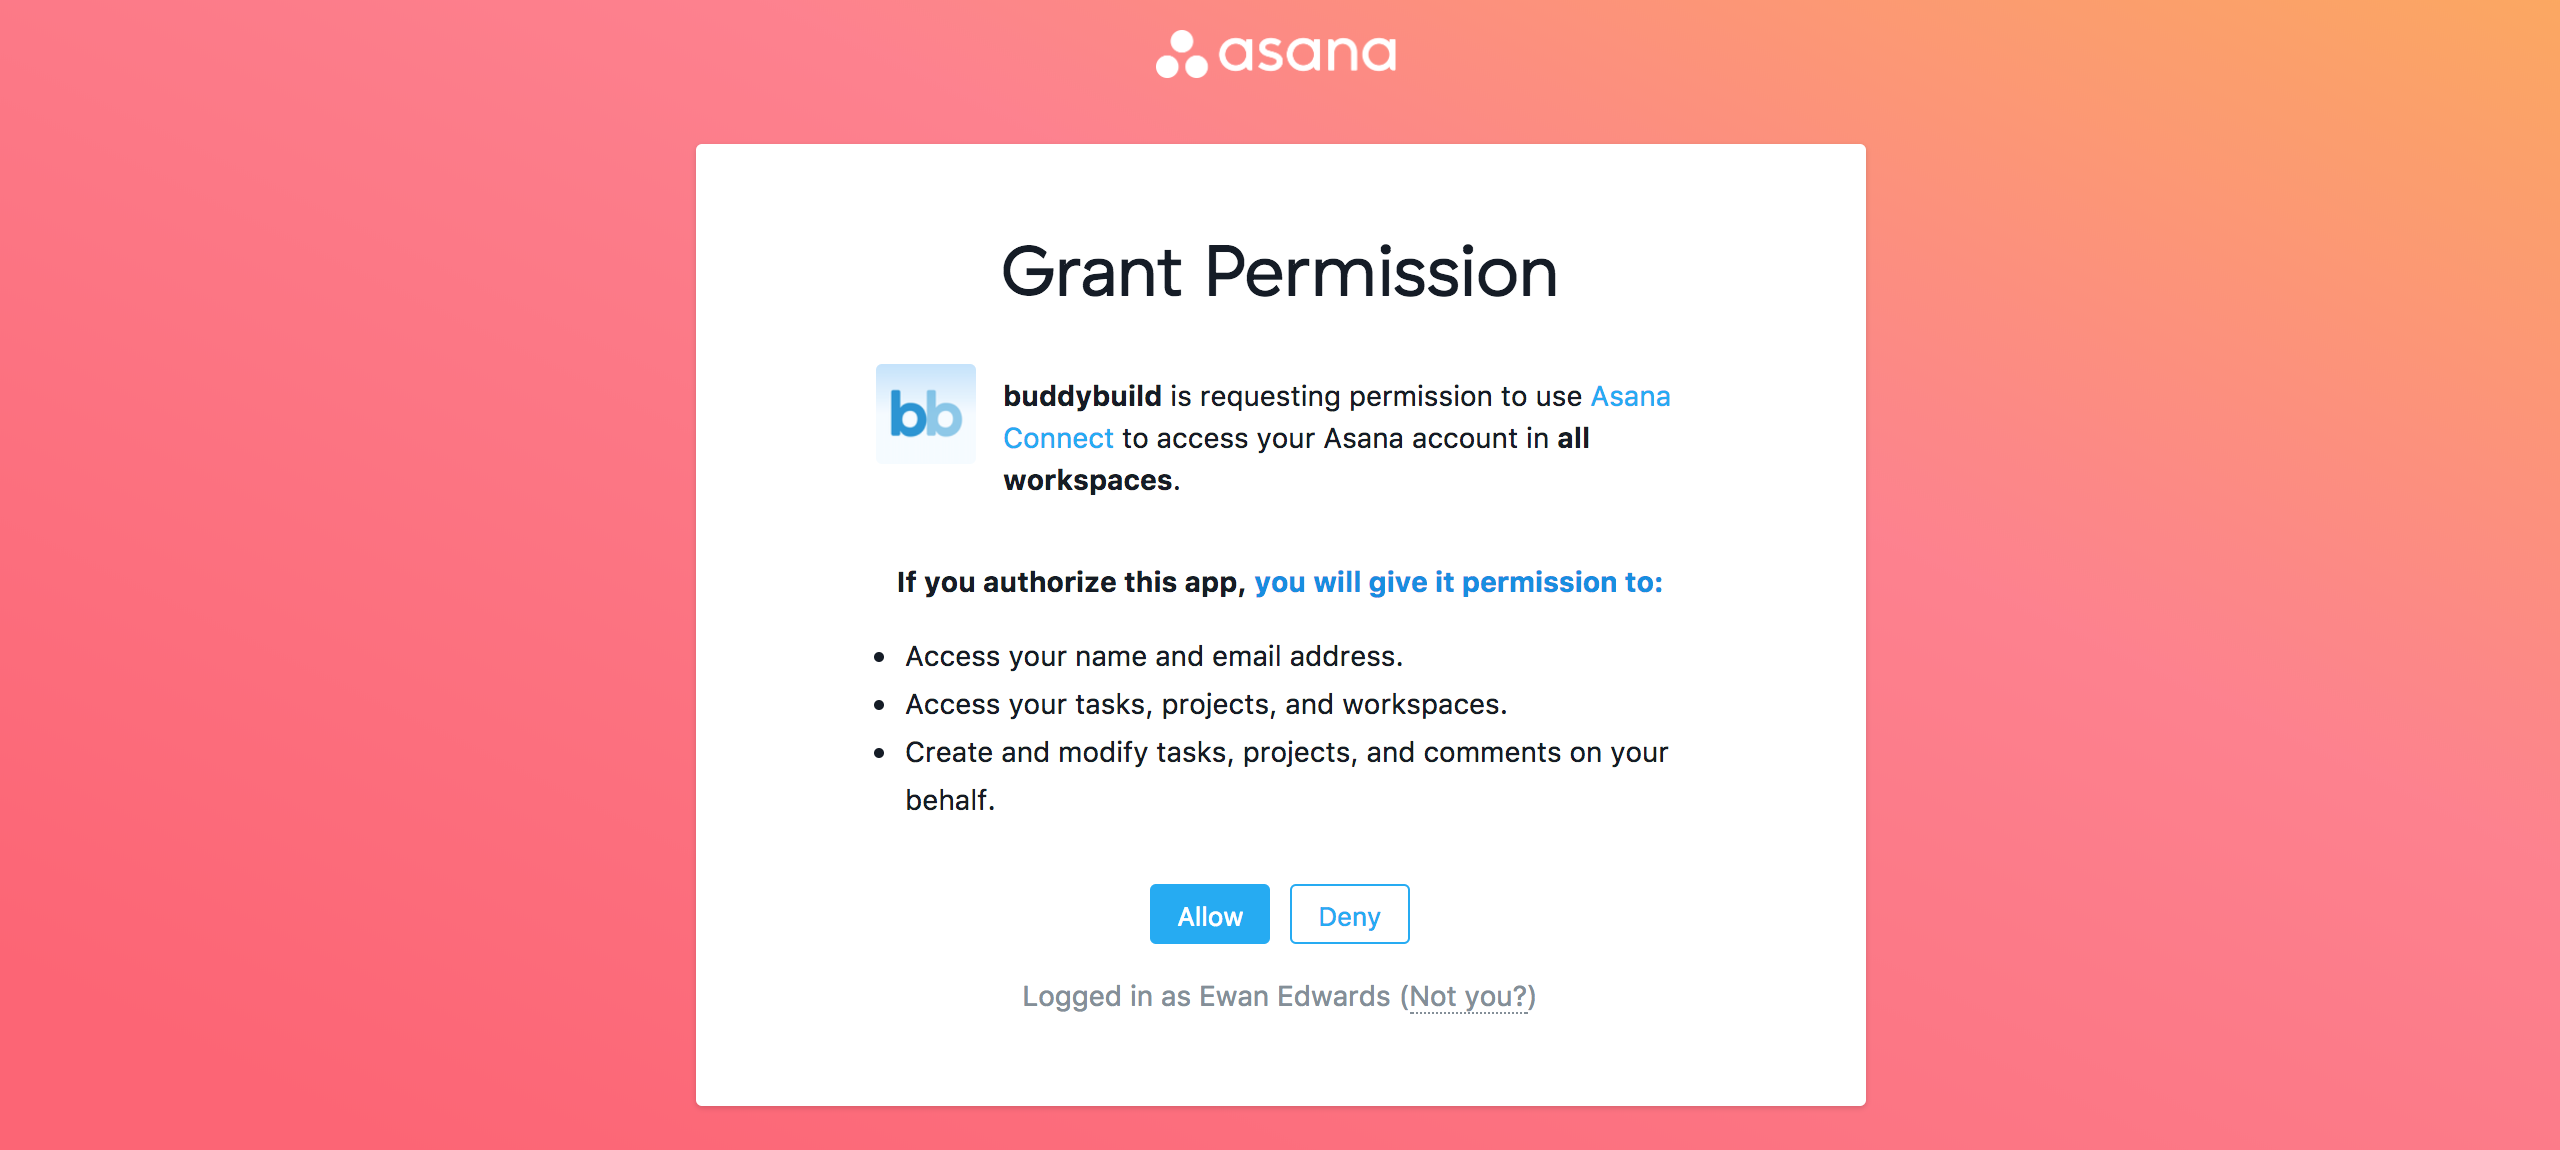 asana
Grant Permission
bb
buddybuild is requesting permission to use Asana
Connect to access your Asana account in all
workspaces.
If you authorize this app, you will give it permission to:
• Access your name and email address.
• Access your tasks, projects, and workspaces.
• Create and modify tasks, projects, and comments on your
behalf.
Allow Deny
Logged in as Ewan Edwards (Not you?)